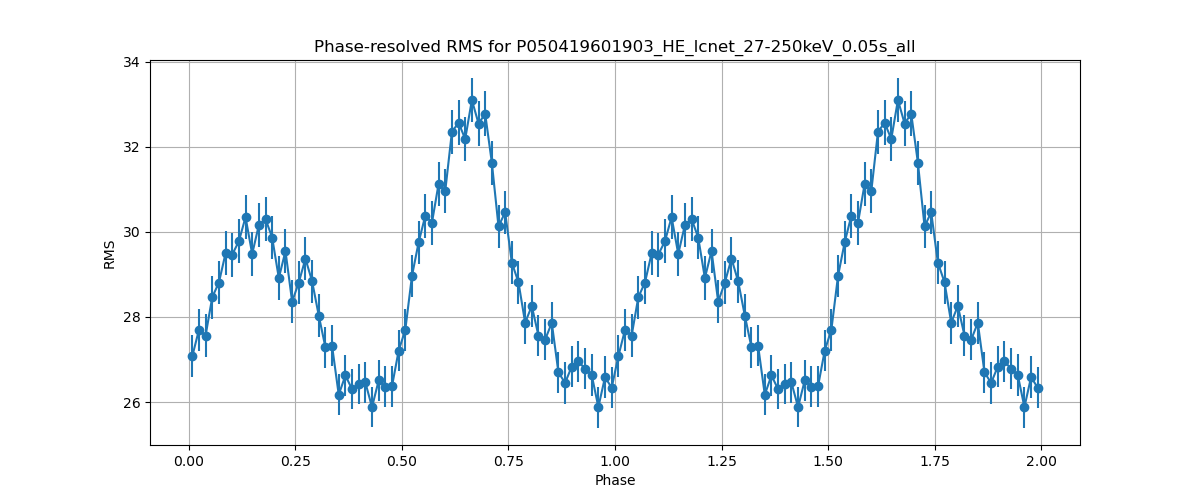 Phase-resolved RMS for P050419601903_HE_lcnet_27-250keV_0.05s_all
34
32
30
28
26
RMS
0.00 0.25 0.50 0.75 1.00 1.25 1.50 1.75 2.00
Phase